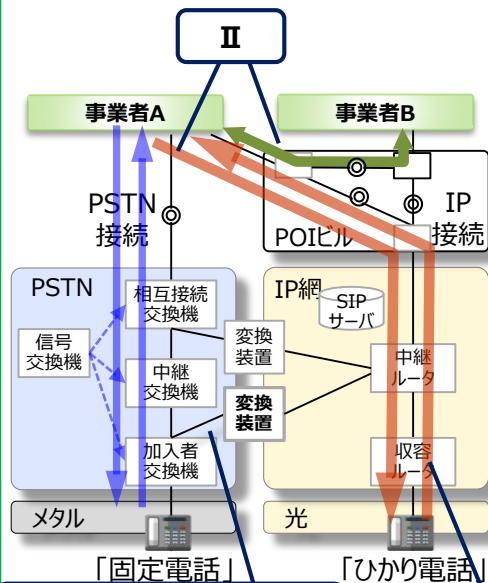 Ⅱ
事業者A
事業者B
PSTN
接続
IP
接続
POIビル
PSTN
相互接続
交換機
信号
交換機
中継
交換機
加入者
交換機
変換
装置
変換
装置
IP網
SIP
サーバ
中継
ルータ
収容
ルータ
メタル
光
「固定電話」
「ひかり電話」